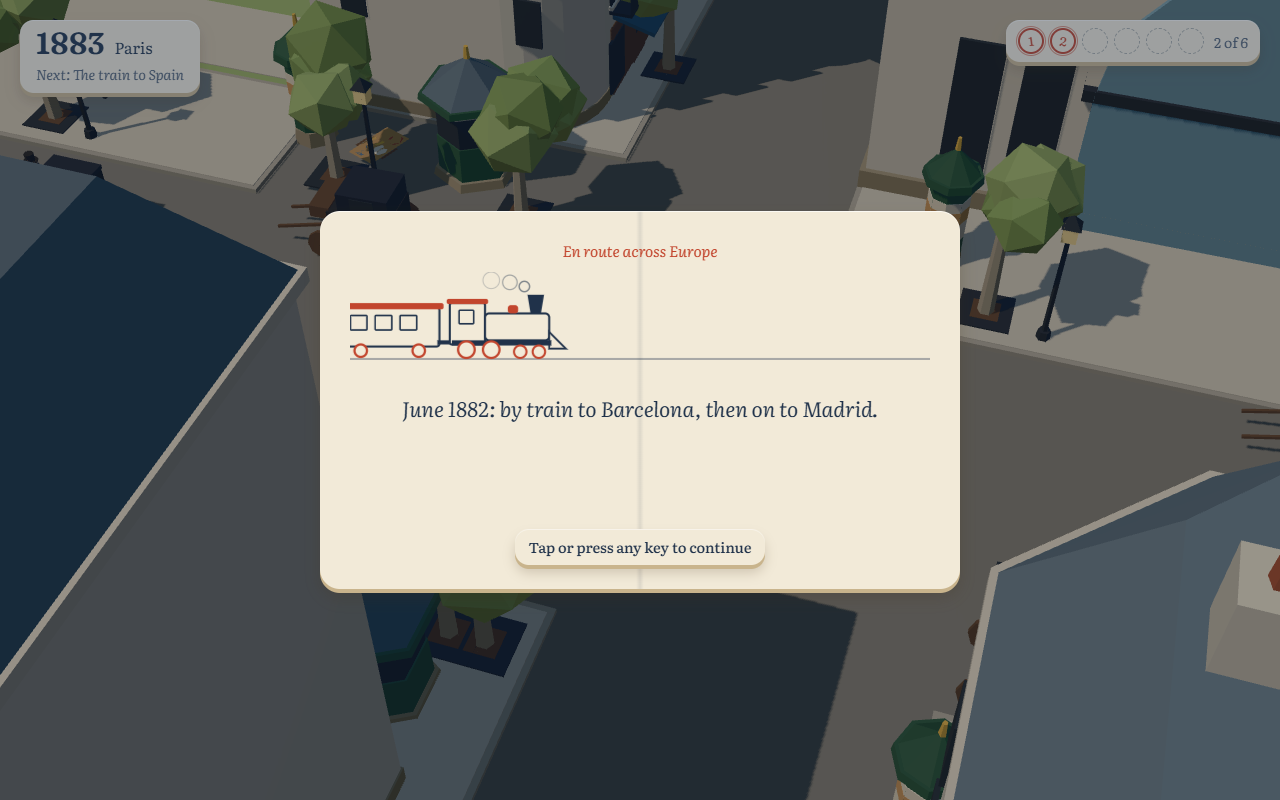 1883 Paris
Next: The train to Spain
1 2 2 of 6
En route across Europe
June 1882: by train to Barcelona, then on to Madrid.
Tap or press any key to continue